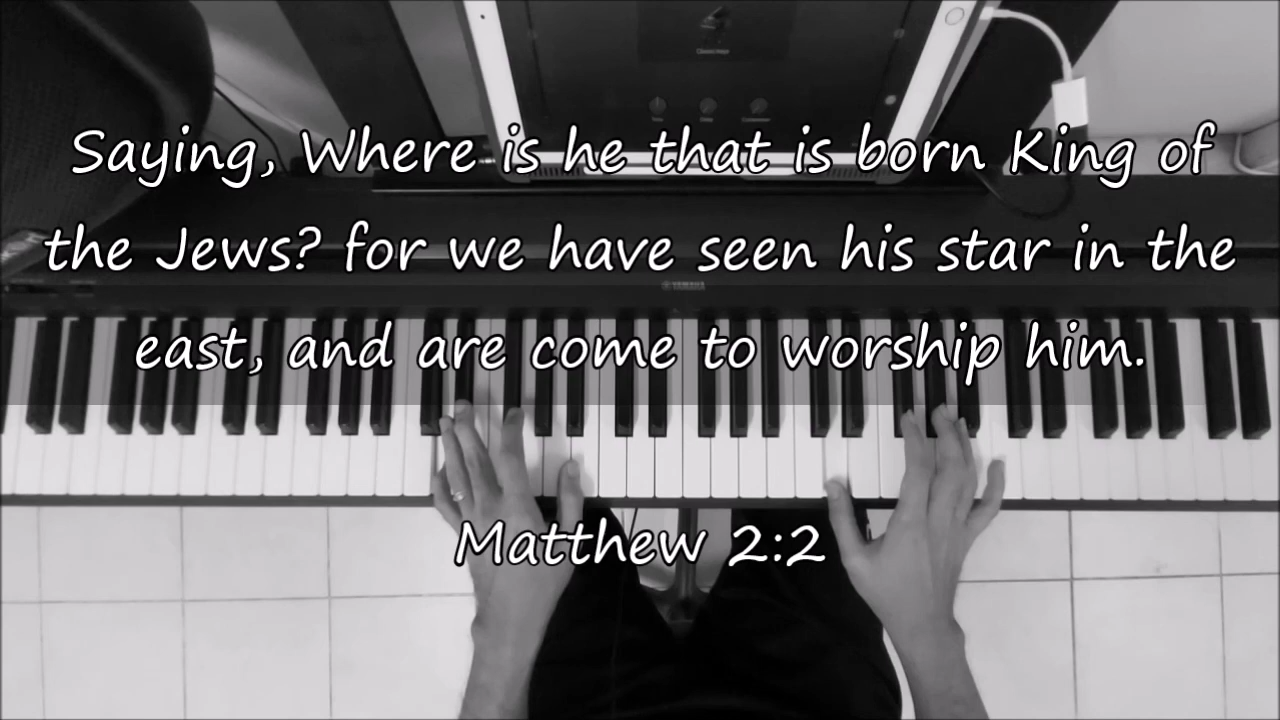 Saying, Where is he that is born King of
the Jews? for we have seen his star in the
east, and are come to worship him.
YAMAHA
Matthew 2:2